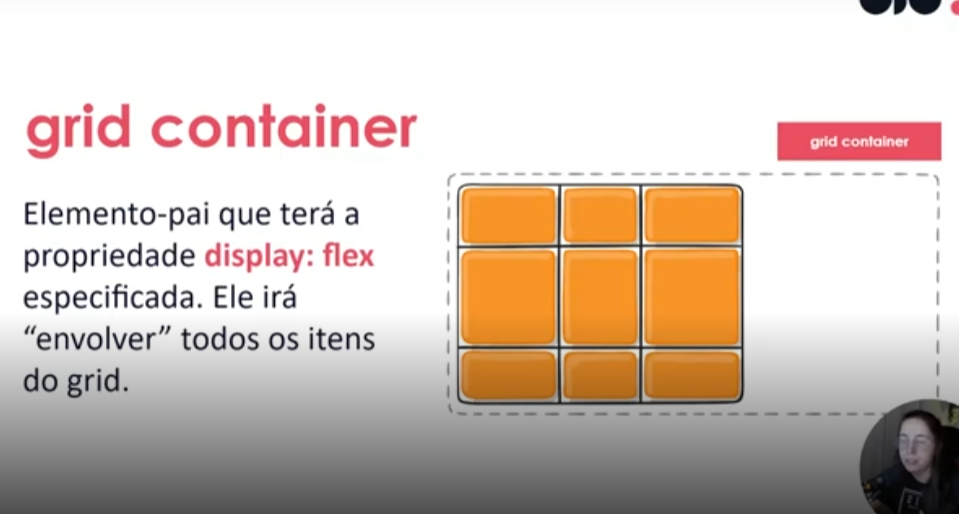 grid container
grid container
Elemento-pai que terá a
propriedade display: flex
especificada. Ele irá
“envolver” todos os itens
do grid.